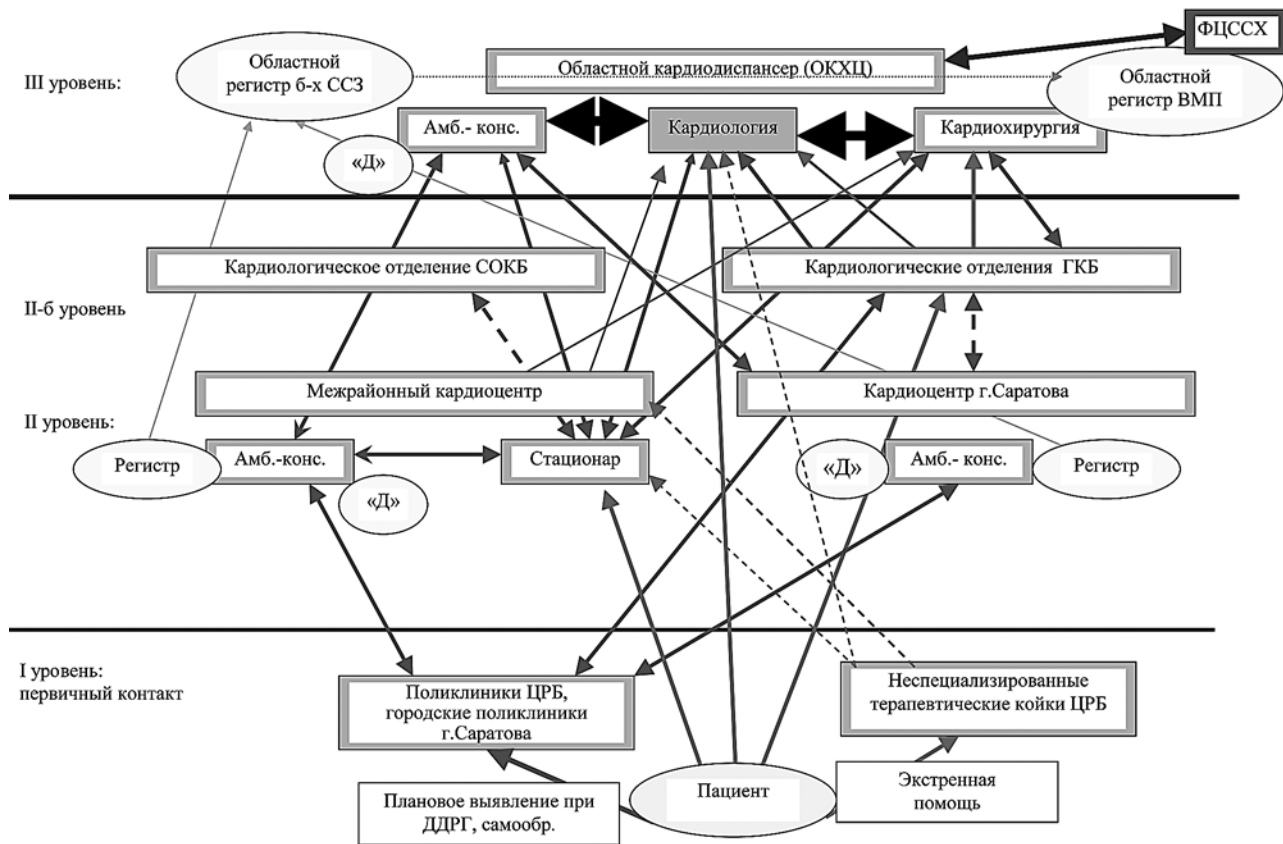 ФЦССХ
Областной
регистр б-х ССЗ
III уровень:
Областной кардиодиспансер (ОКХЦ)
Областной
регистр ВМП
Амб.- конс.
Кардиология
Кардиохирургия
«Д»
Кардиологическое отделение СОКБ
Кардиологические отделения ГКБ
II-б уровень
Межрайонный кардиоцентр
Кардиоцентр г.Саратова
II уровень:
Регистр
Амб.-конс.
Стационар
«Д»
Амб.- конс.
Регистр
«Д»
I уровень:
первичный контакт
Поликлиники ЦРБ,
городские поликлиники
г.Саратова
Неспециализированные
терапевтические койки ЦРБ
Плановое выявление при
ДДРГ, самообр.
Пациент
Экстренная
помощь